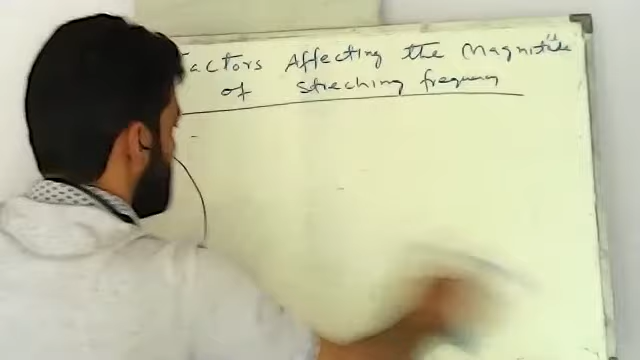 Factors Affecting the Magnitude
of streching frequency